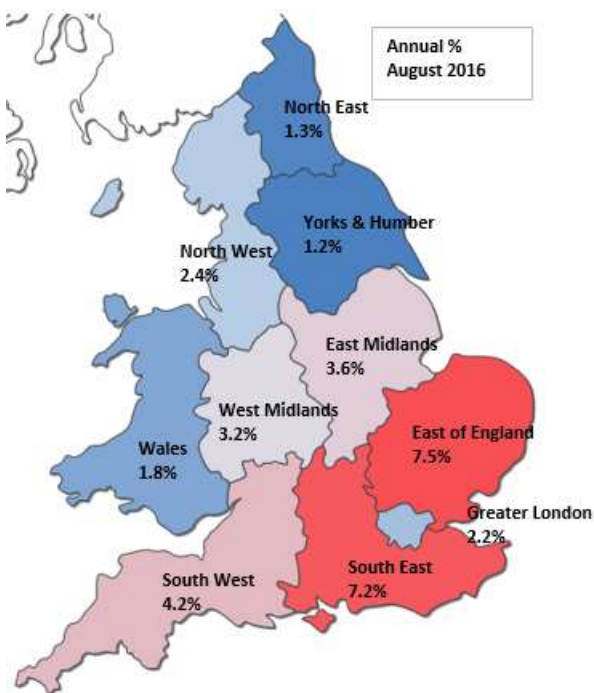 Annual %
August 2016
North East
1.3%
Yorks & Humber
1.2%
North West
2.4%
East Midlands
3.6%
West Midlands
3.2%
East of England
7.5%
Wales
1.8%
Greater London
2.2%
South East
7.2%
South West
4.2%